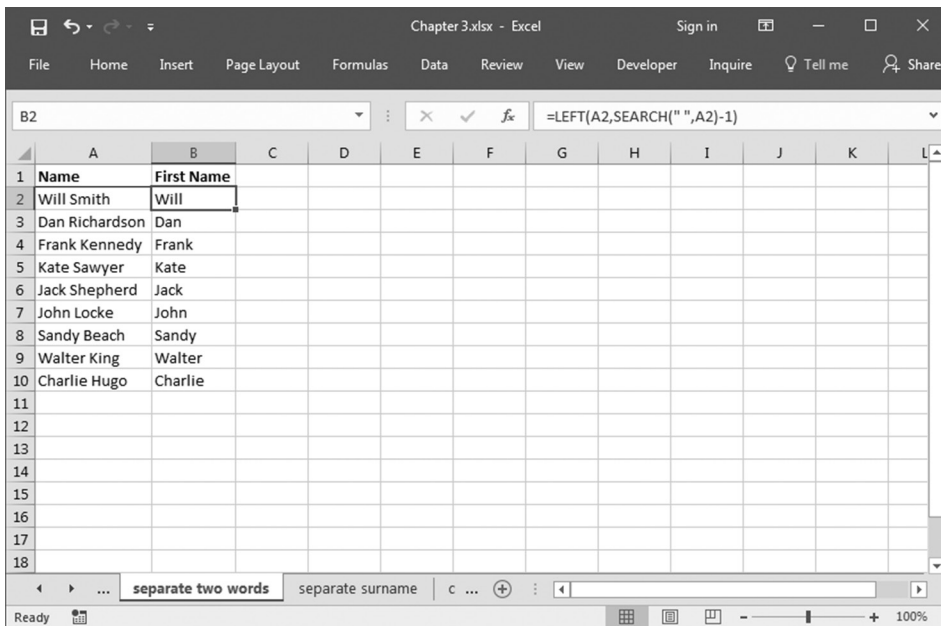 Chapter 3.xlsx - Excel Sign in
File Home Insert Page Layout Formulas Data Review View Developer Inquire Tell me Share
B2 fx =LEFT(A2,SEARCH(" ",A2)-1)
A B C D E F G H I J K L
1 Name First Name
2 Will Smith Will
3 Dan Richardson Dan
4 Frank Kennedy Frank
5 Kate Sawyer Kate
6 Jack Shepherd Jack
7 John Locke John
8 Sandy Beach Sandy
9 Walter King Walter
10 Charlie Hugo Charlie
11
12
13
14
15
16
17
18
... separate two words separate surname c ...
Ready 100%